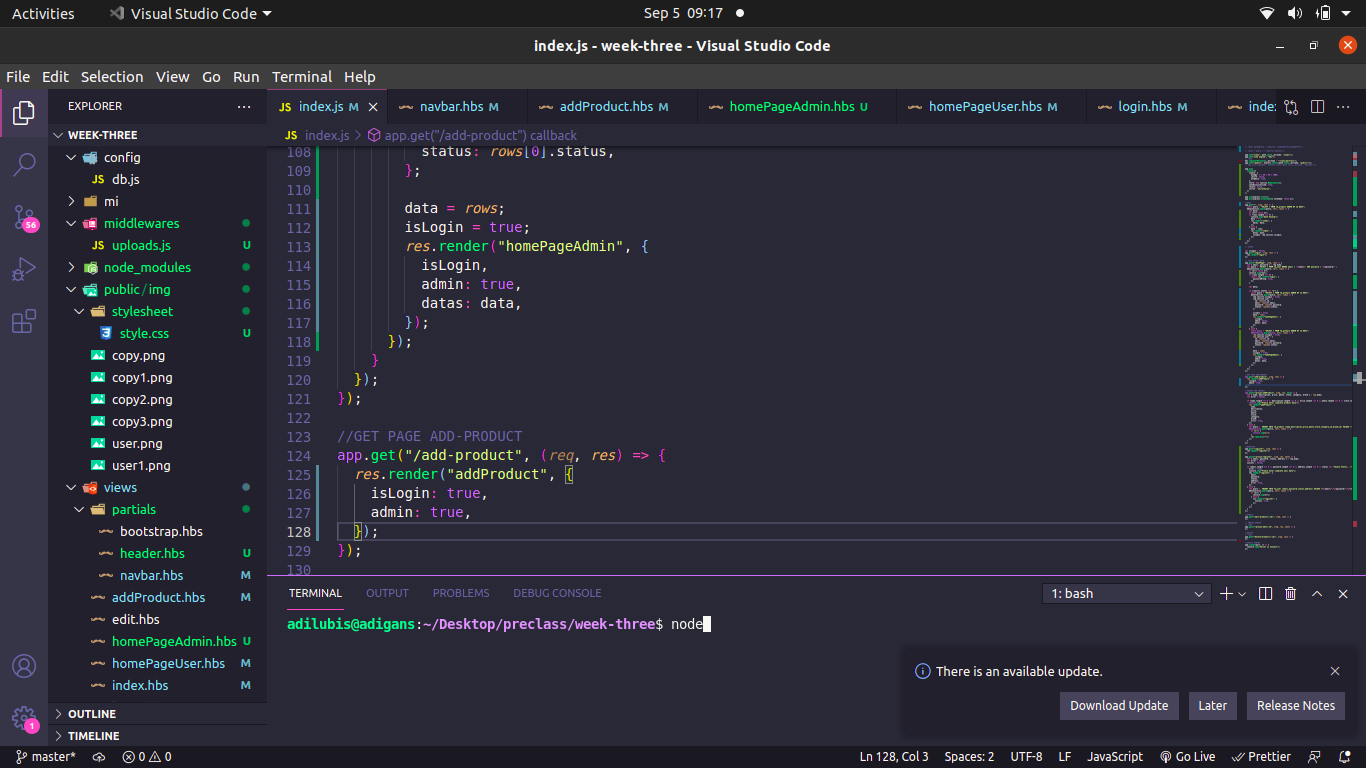 Activities Visual Studio Code Sep 5 09:17
index.js - week-three - Visual Studio Code
File Edit Selection View Go Run Terminal Help
EXPLORER
index.js M navbar.hbs M addProduct.hbs M homePageAdmin.hbs U homePageUser.hbs M login.hbs M inde
index.js > app.get("/add-product") callback
WEEK-THREE
config
db.js
mi
middlewares
uploads.js U
node_modules
public/img
stylesheet
style.css U
copy.png
copy1.png
copy2.png
copy3.png
user.png
user1.png
views
partials
bootstrap.hbs
header.hbs U
navbar.hbs M
addProduct.hbs M
edit.hbs
homePageAdmin.hbs U
homePageUser.hbs M
index.hbs M
OUTLINE
TIMELINE
56
1
108 status: rows[0].status,
109 };
110
111 data = rows;
112 isLogin = true;
113 res.render("homePageAdmin", {
114 isLogin,
115 admin: true,
116 datas: data,
117 });
118 });
119 }
120 });
121 });
122
123 //GET PAGE ADD-PRODUCT
124 app.get("/add-product", (req, res) => {
125 res.render("addProduct", {
126 isLogin: true,
127 admin: true,
128 });
129 });
130
TERMINAL OUTPUT PROBLEMS DEBUG CONSOLE 1: bash
adilubis@adigans:~/Desktop/preclass/week-three$ node
There is an available update.
Download Update Later Release Notes
master* 0 0 Ln 128, Col 3 Spaces: 2 UTF-8 LF JavaScript Go Live Prettier